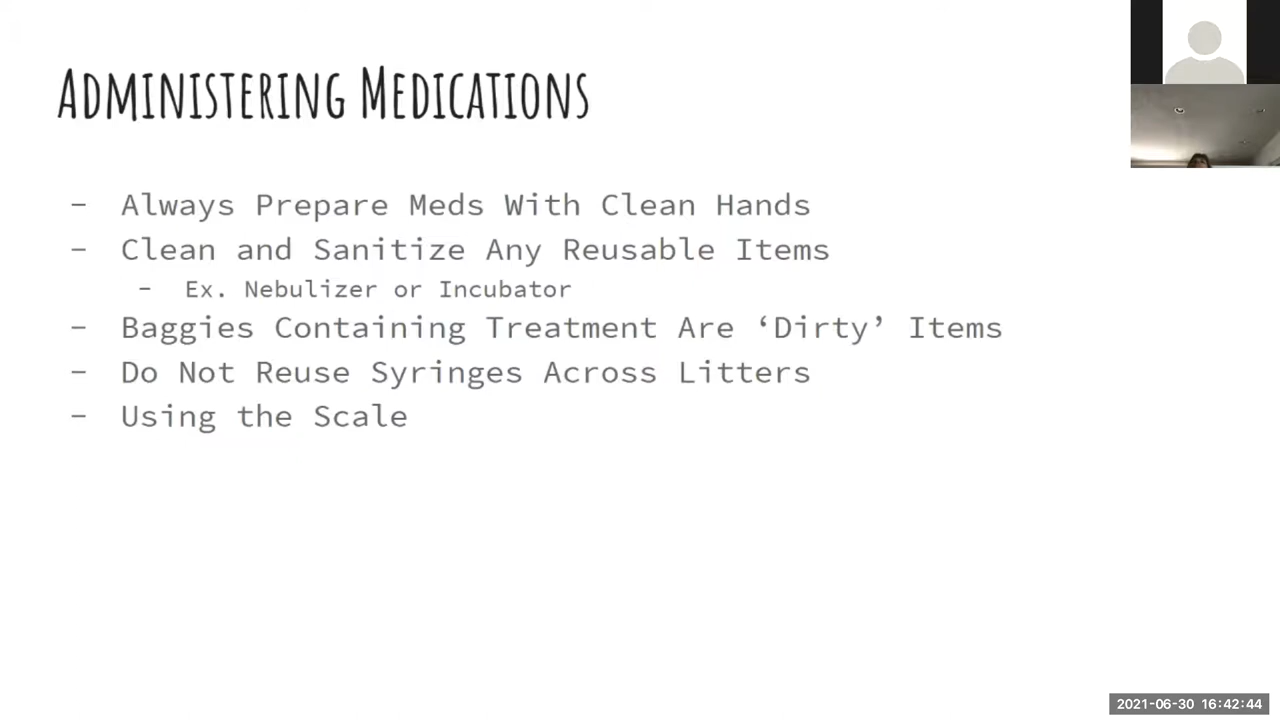 Administering Medications
- Always Prepare Meds With Clean Hands
- Clean and Sanitize Any Reusable Items
- Ex. Nebulizer or Incubator
- Baggies Containing Treatment Are ‘Dirty’ Items
- Do Not Reuse Syringes Across Litters
- Using the Scale
2021-06-30 16:42:44